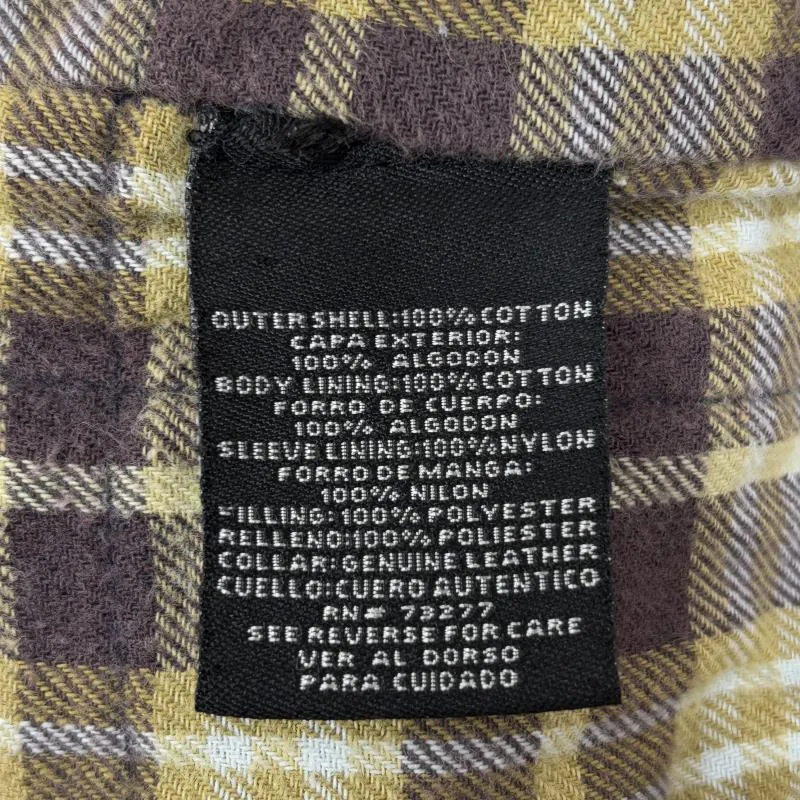 OUTER SHELL:100% COTTON
CAPA EXTERIOR:
100% ALGODON
BODY LINING:100% COTTON
FORRO DE CUERPO:
100% ALGODON
SLEEVE LINING:100% NYLON
FORRO DE MANGA:
100% NILON
FILLING:100% POLYESTER
RELLENO:100% POLIESTER
COLLAR:GENUINE LEATHER
CUELLO:CUERO AUTENTICO
RN# 73277
SEE REVERSE FOR CARE
VER AL DORSO
PARA CUIDADO